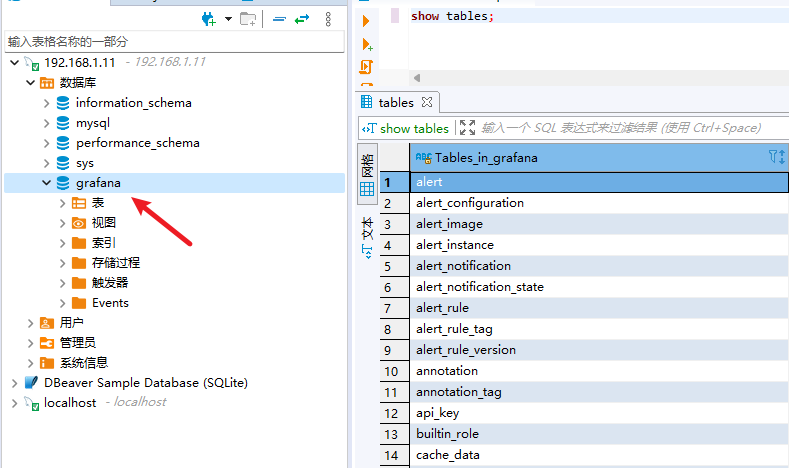 输入表格名称的一部分
192.168.1.11 - 192.168.1.11
数据库
information_schema
mysql
performance_schema
sys
grafana
表
视图
索引
存储过程
触发器
Events
用户
管理员
系统信息
DBeaver Sample Database (SQLite)
localhost - localhost
show tables;
tables
show tables 输入一个 SQL 表达式来过滤结果 (使用 Ctrl+Space)
网格
文本
Tables_in_grafana
1 alert
2 alert_configuration
3 alert_image
4 alert_instance
5 alert_notification
6 alert_notification_state
7 alert_rule
8 alert_rule_tag
9 alert_rule_version
10 annotation
11 annotation_tag
12 api_key
13 builtin_role
14 cache_data